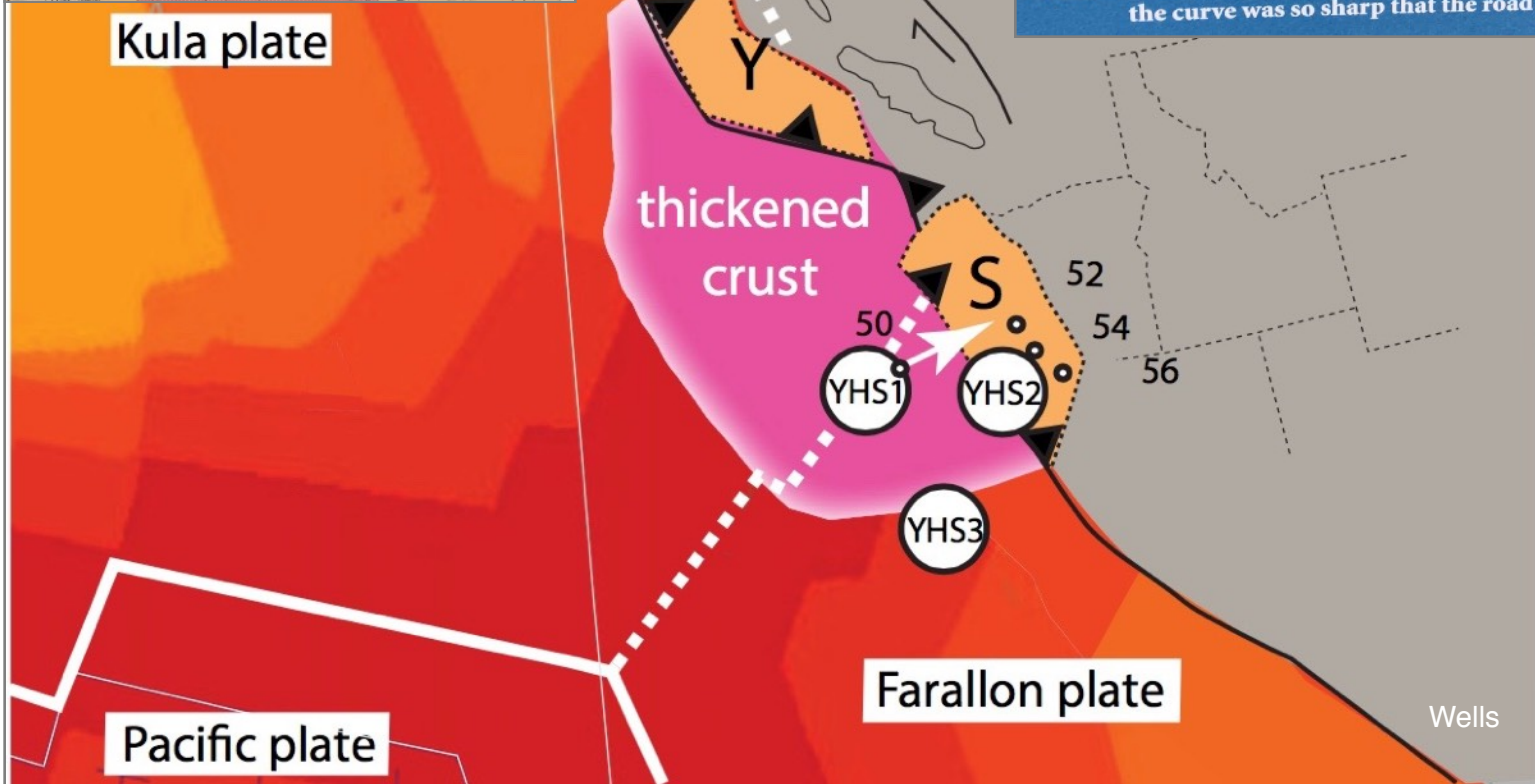 the curve was so sharp that the road
Kula plate
Y
thickened
crust
S
52
50
54
56
YHS1
YHS2
YHS3
Farallon plate
Wells
Pacific plate